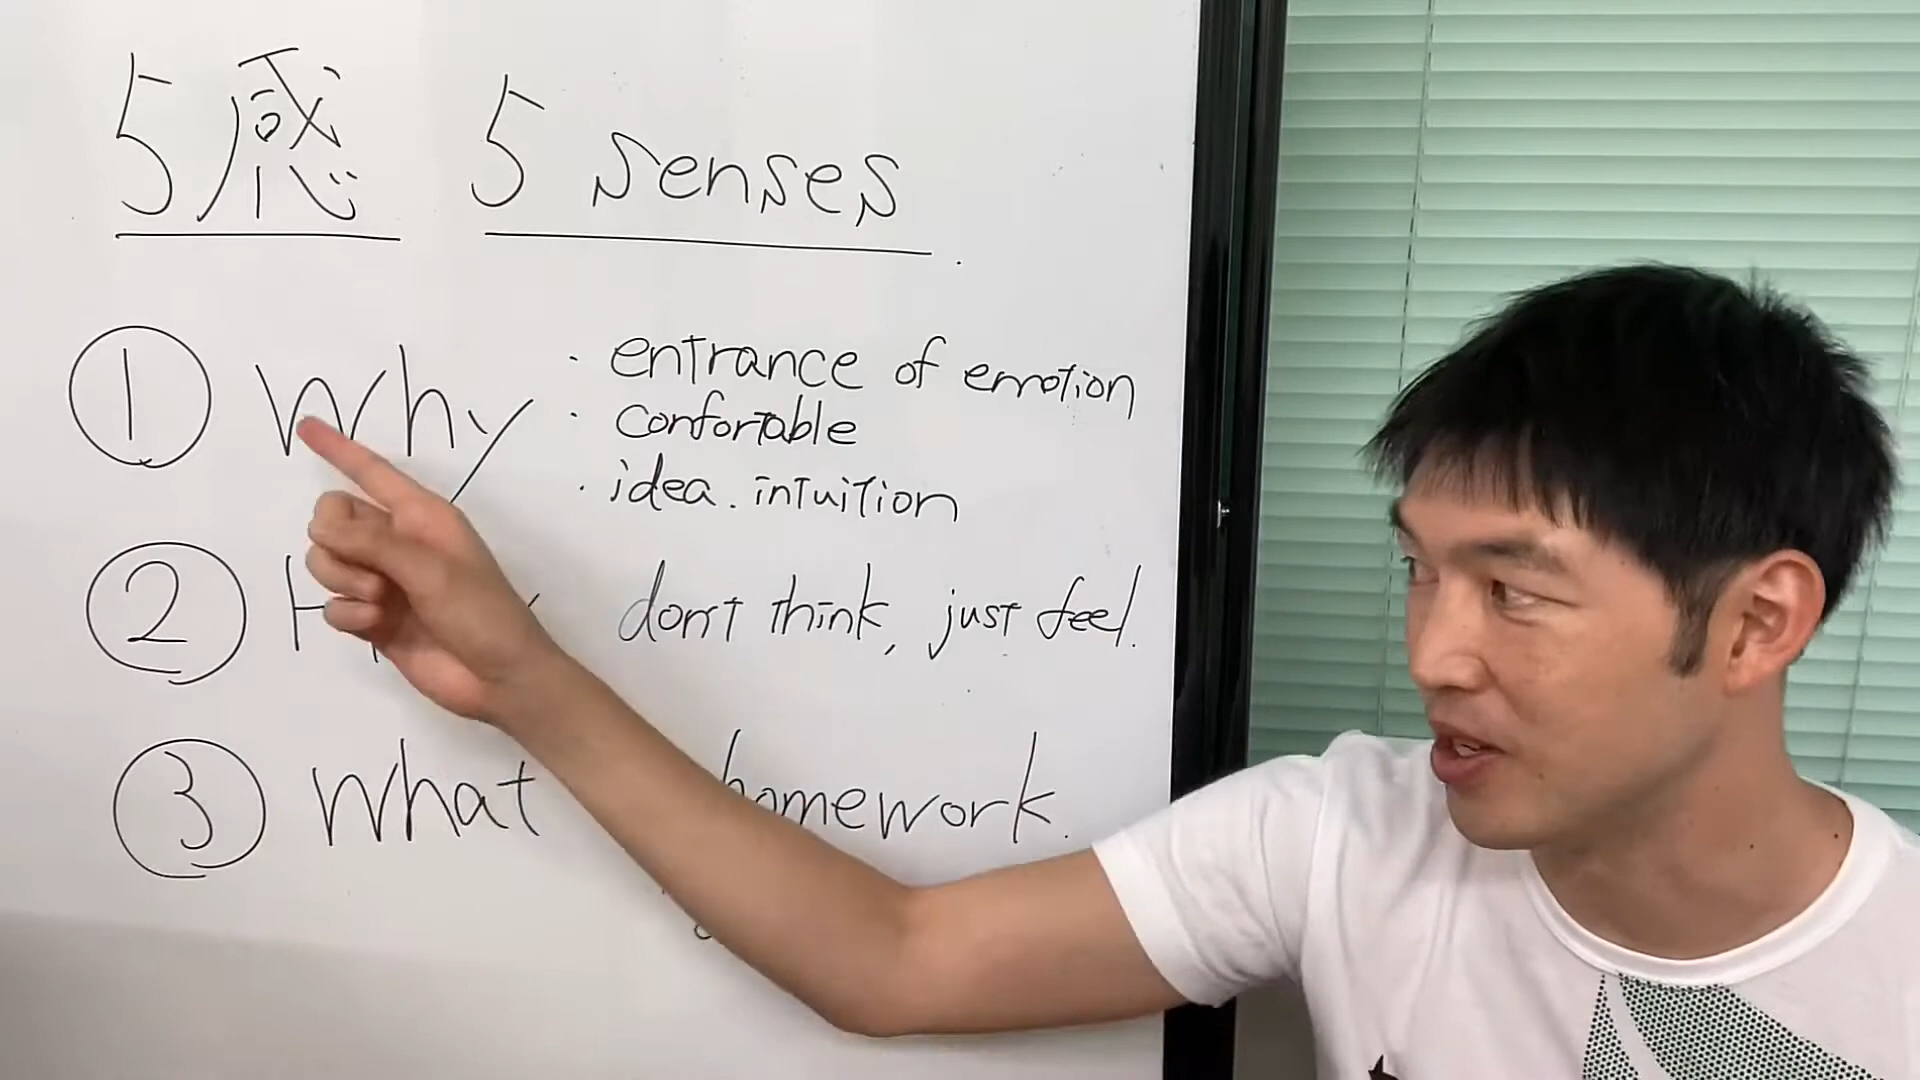 5感 5 senses
① Why
・entrance of emotion
・confortable
・idea. intuition
②
don't think, just feel.
③ What homework.